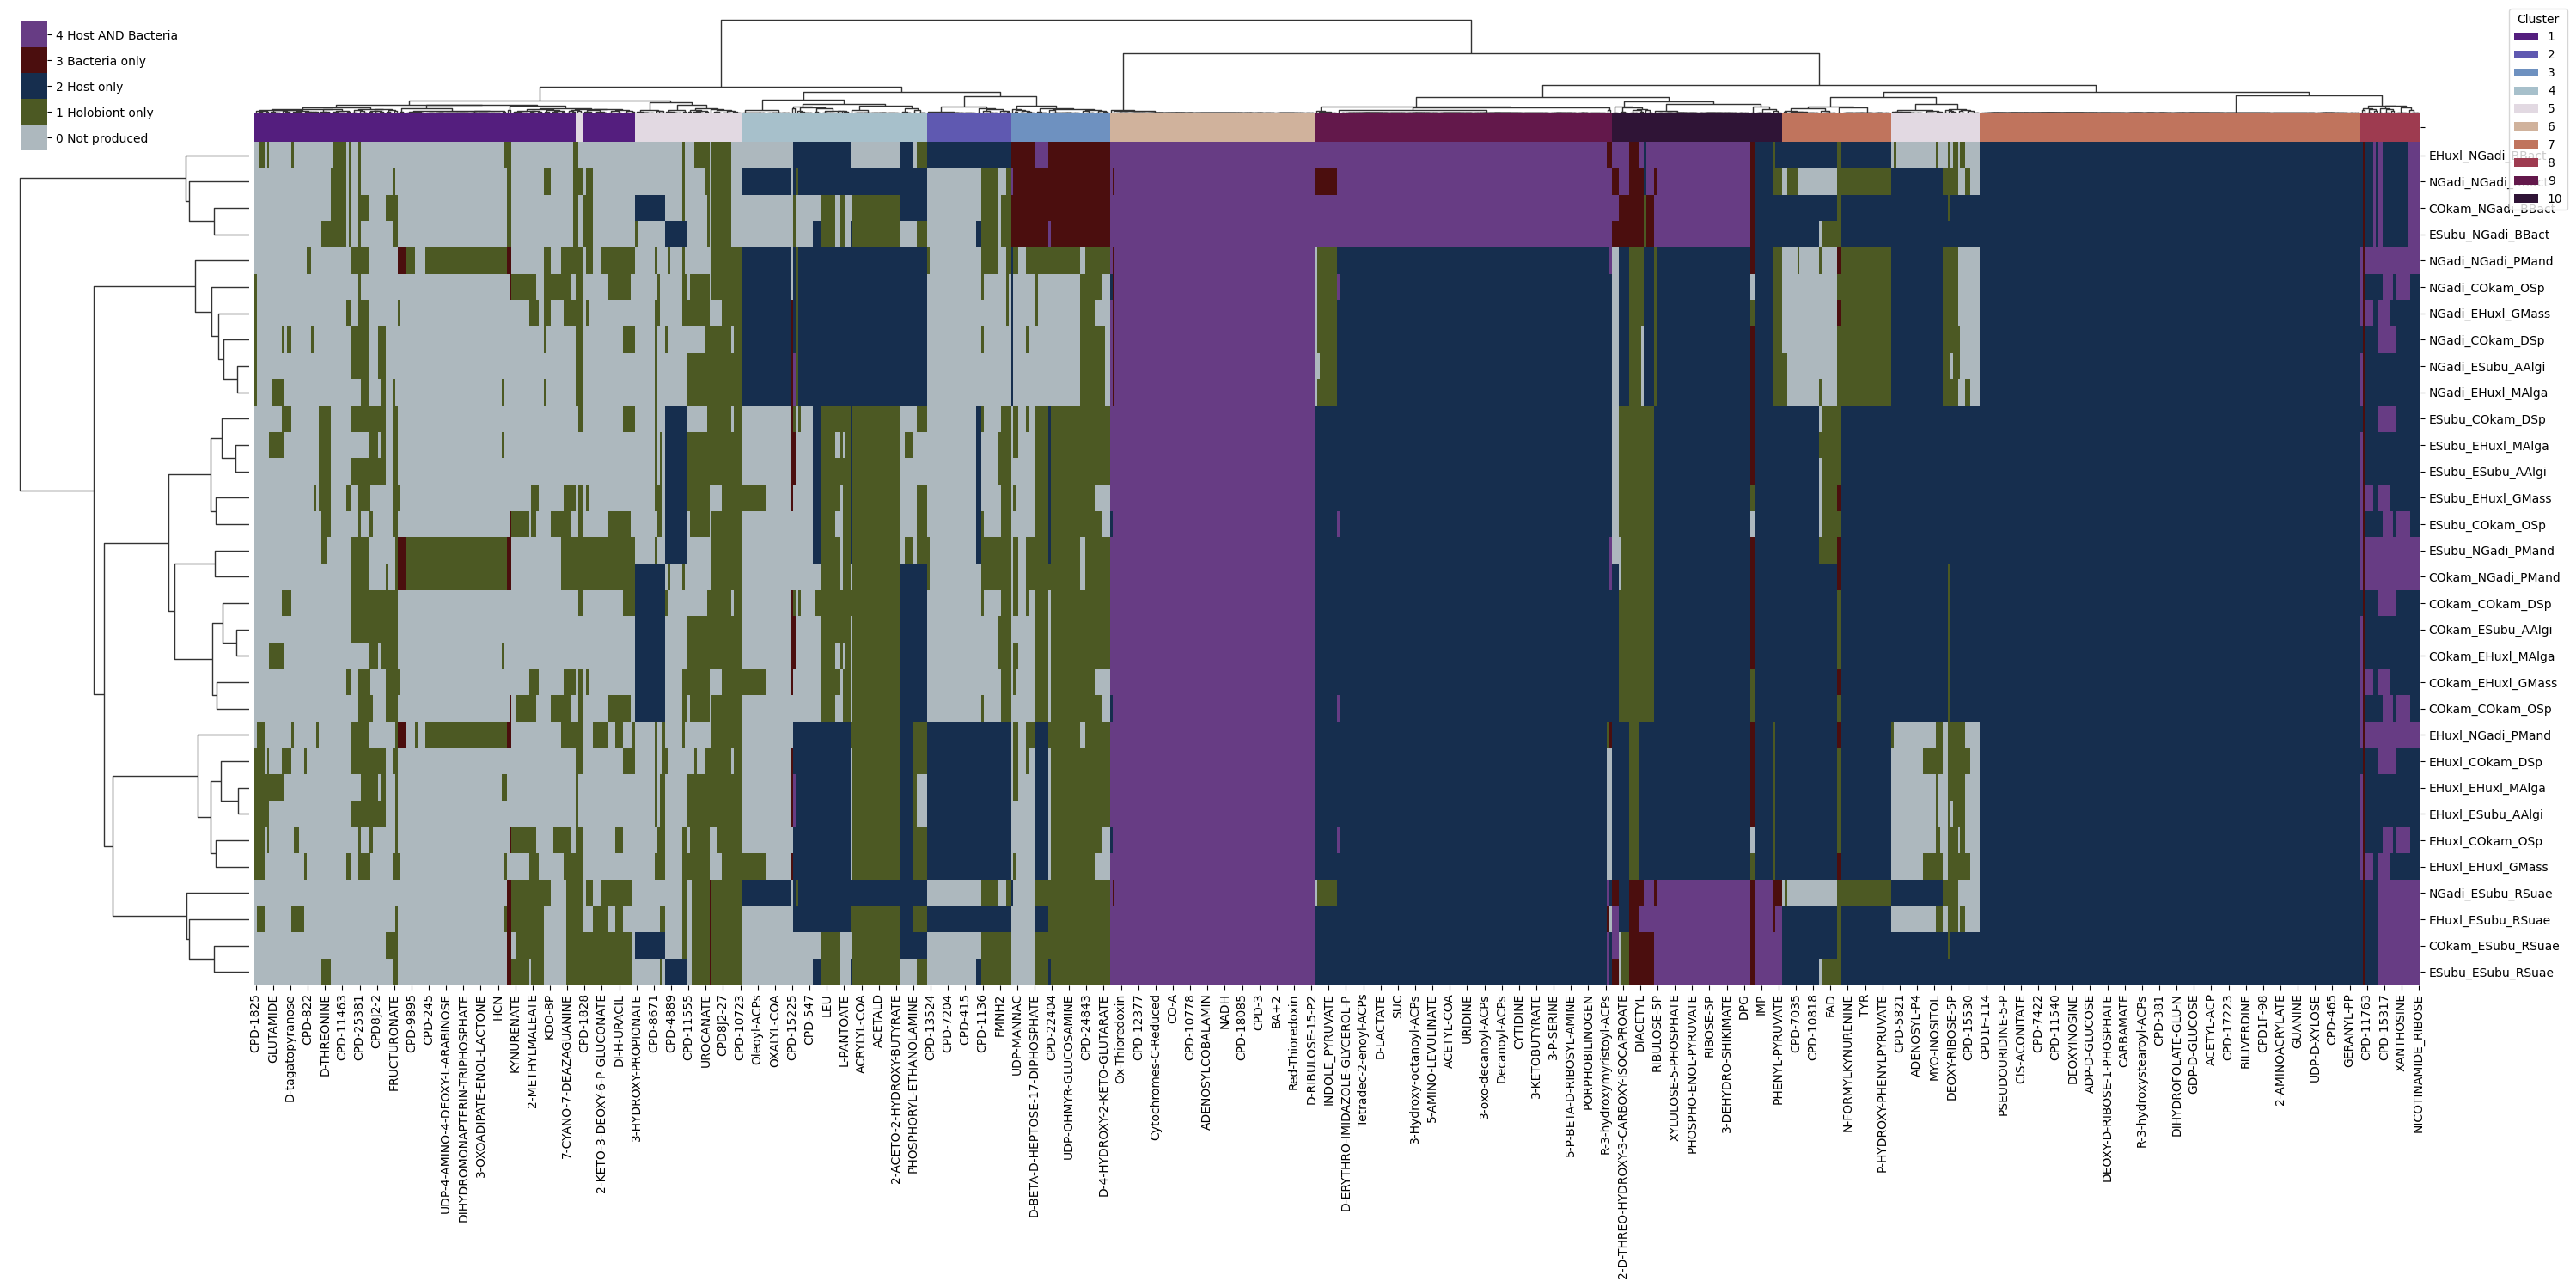 4 Host AND Bacteria
3 Bacteria only
2 Host only
1 Holobiont only
0 Not produced
Cluster
1
2
3
4
5
6
7
8
9
10
EHuxl_NGadi_BBact
NGadi_NGadi_BBact
COkam_NGadi_BBact
ESubu_NGadi_BBact
NGadi_NGadi_PMand
NGadi_COkam_OSp
NGadi_EHuxl_GMass
NGadi_COkam_DSp
NGadi_ESubu_AAlgi
NGadi_EHuxl_MAlga
ESubu_COkam_DSp
ESubu_EHuxl_MAlga
ESubu_ESubu_AAlgi
ESubu_EHuxl_GMass
ESubu_COkam_OSp
ESubu_NGadi_PMand
COkam_NGadi_PMand
COkam_COkam_DSp
COkam_ESubu_AAlgi
COkam_EHuxl_MAlga
COkam_EHuxl_GMass
COkam_COkam_OSp
EHuxl_NGadi_PMand
EHuxl_COkam_DSp
EHuxl_EHuxl_MAlga
EHuxl_ESubu_AAlgi
EHuxl_COkam_OSp
EHuxl_EHuxl_GMass
NGadi_ESubu_RSuae
EHuxl_ESubu_RSuae
COkam_ESubu_RSuae
ESubu_ESubu_RSuae
CPD-1825
GLUTAMIDE
D-tagatopyranose
CPD-822
D-THREONINE
CPD-11463
CPD-25381
CPD8J2-2
FRUCTURONATE
CPD-9895
CPD-245
UDP-4-AMINO-4-DEOXY-L-ARABINOSE
DIHYDROMONAPTERIN-TRIPHOSPHATE
3-OXOADIPATE-ENOL-LACTONE
HCN
KYNURENATE
2-METHYLMALEATE
KDO-8P
7-CYANO-7-DEAZAGUANINE
CPD-1828
2-KETO-3-DEOXY-6-P-GLUCONATE
DI-H-URACIL
3-HYDROXY-PROPIONATE
CPD-8671
CPD-4889
CPD-11555
UROCANATE
CPD8J2-27
CPD-10723
Oleoyl-ACPs
OXALYL-COA
CPD-15225
CPD-547
LEU
L-PANTOATE
ACRYLYL-COA
ACETALD
2-ACETO-2-HYDROXY-BUTYRATE
PHOSPHORYL-ETHANOLAMINE
CPD-13524
CPD-7204
CPD-415
CPD-1136
FMNH2
UDP-MANNAC
D-BETA-D-HEPTOSE-17-DIPHOSPHATE
CPD-22404
UDP-OHMYR-GLUCOSAMINE
CPD-24843
D-4-HYDROXY-2-KETO-GLUTARATE
Ox-Thioredoxin
CPD-12377
Cytochromes-C-Reduced
CO-A
CPD-10778
ADENOSYLCOBALAMIN
NADH
CPD-18085
CPD-3
BA+2
Red-Thioredoxin
D-RIBULOSE-15-P2
INDOLE_PYRUVATE
D-ERYTHRO-IMIDAZOLE-GLYCEROL-P
Tetradec-2-enoyl-ACPs
D-LACTATE
SUC
3-Hydroxy-octanoyl-ACPs
5-AMINO-LEVULINATE
ACETYL-COA
URIDINE
3-oxo-decanoyl-ACPs
Decanoyl-ACPs
CYTIDINE
3-KETOBUTYRATE
3-P-SERINE
5-P-BETA-D-RIBOSYL-AMINE
PORPHOBILINOGEN
R-3-hydroxymyristoyl-ACPs
2-D-THREO-HYDROXY-3-CARBOXY-ISOCAPROATE
DIACETYL
RIBULOSE-5P
XYLULOSE-5-PHOSPHATE
PHOSPHO-ENOL-PYRUVATE
RIBOSE-5P
3-DEHYDRO-SHIKIMATE
DPG
IMP
PHENYL-PYRUVATE
CPD-7035
CPD-10818
FAD
N-FORMYLKYNURENINE
TYR
P-HYDROXY-PHENYLPYRUVATE
CPD-5821
ADENOSYL-P4
MYO-INOSITOL
DEOXY-RIBOSE-5P
CPD-15530
CPD1F-114
PSEUDOURIDINE-5-P
CIS-ACONITATE
CPD-7422
CPD-11540
DEOXYINOSINE
ADP-D-GLUCOSE
DEOXY-D-RIBOSE-1-PHOSPHATE
CARBAMATE
R-3-hydroxystearoyl-ACPs
CPD-381
DIHYDROFOLATE-GLU-N
GDP-D-GLUCOSE
ACETYL-ACP
CPD-17223
BILIVERDINE
CPD1F-98
2-AMINOACRYLATE
GUANINE
UDP-D-XYLOSE
CPD-465
GERANYL-PP
CPD-11763
CPD-15317
XANTHOSINE
NICOTINAMIDE_RIBOSE